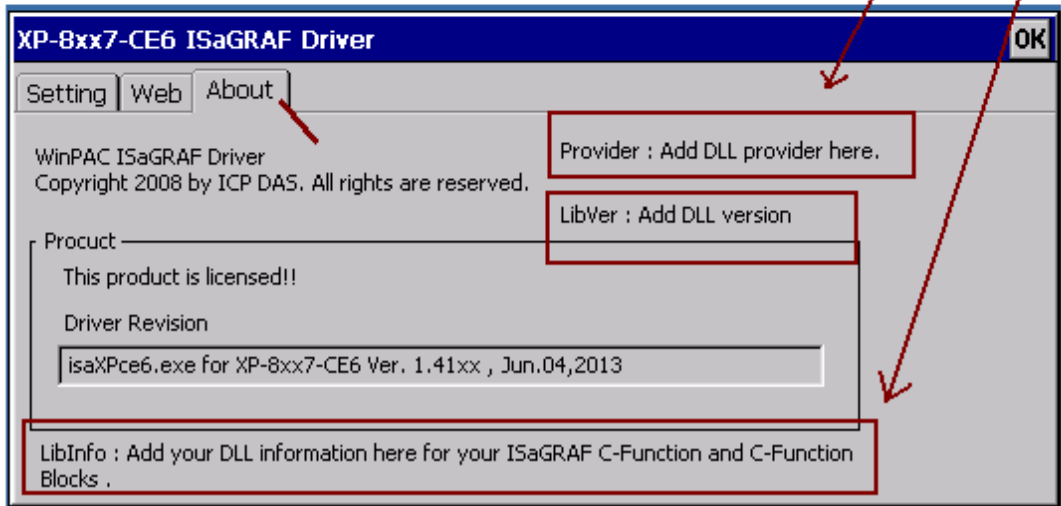 XP-8xx7-CE6 ISaGRAF Driver
OK
Setting Web About
WinPAC ISaGRAF Driver
Copyright 2008 by ICP DAS. All rights are reserved.
Provider : Add DLL provider here.
LibVer : Add DLL version
Procuct
This product is licensed!!
Driver Revision
isaXPce6.exe for XP-8xx7-CE6 Ver. 1.41xx , Jun.04,2013
LibInfo : Add your DLL information here for your ISaGRAF C-Function and C-Function
Blocks .